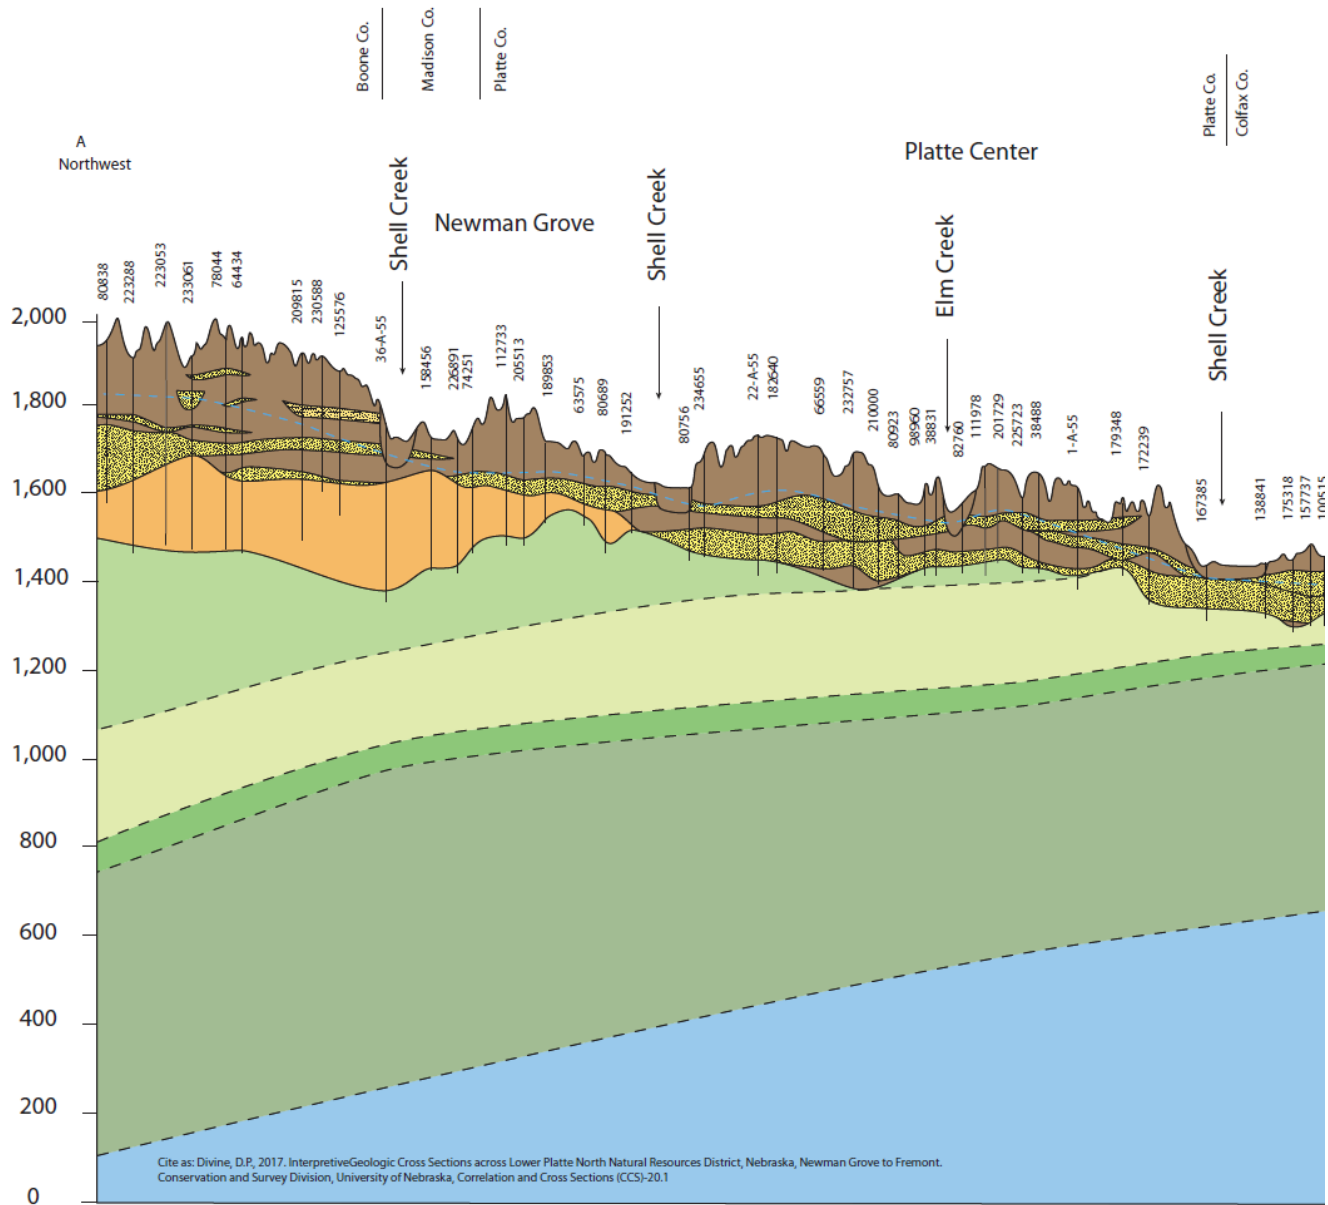 Boone Co.
Madison Co.
Platte Co.
Platte Co.
Colfax Co.
A
Northwest
Platte Center
Newman Grove
Shell Creek
Shell Creek
Elm Creek
Shell Creek
80838
223288
223053
233061
78044
64434
209815
230588
125576
36-A-55
158456
226891
74251
112733
205513
189853
63575
80689
191252
80756
234655
22-A-55
182640
66559
232757
210000
80923
98960
38831
82760
111978
201729
225723
38488
1-A-55
179348
172239
167385
138841
175318
157737
100515
2,000
1,800
1,600
1,400
1,200
1,000
800
600
400
200
0
Cite as: Divine, D.P., 2017. InterpretiveGeologic Cross Sections across Lower Platte North Natural Resources District, Nebraska, Newman Grove to Fremont.
Conservation and Survey Division, University of Nebraska, Correlation and Cross Sections (CCS)-20.1